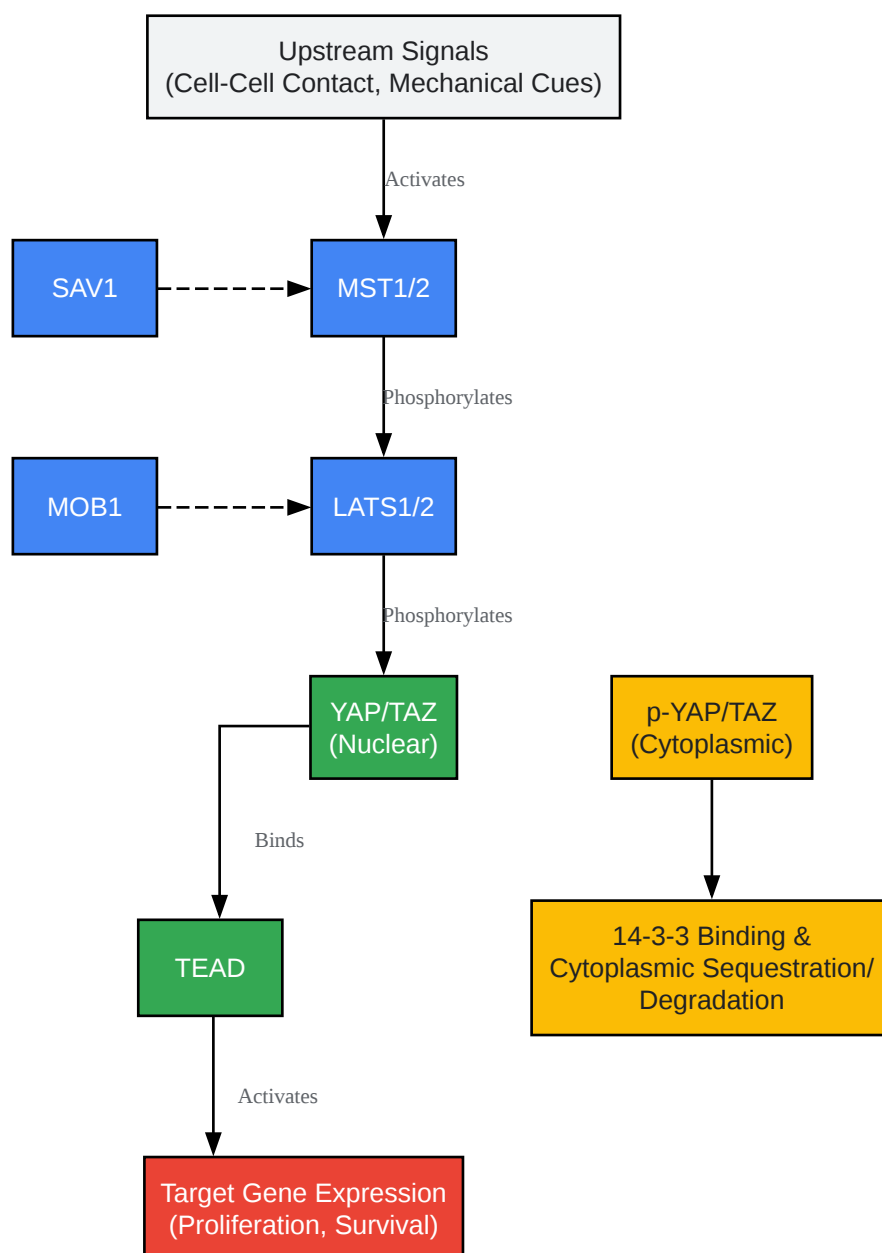 Upstream Signals
(Cell-Cell Contact, Mechanical Cues)
Activates
SAV1
MST1/2
Phosphorylates
MOB1
LATS1/2
Phosphorylates
YAP/TAZ
(Nuclear)
p-YAP/TAZ
(Cytoplasmic)
Binds
TEAD
14-3-3 Binding &
Cytoplasmic Sequestration/
Degradation
Activates
Target Gene Expression
(Proliferation, Survival)